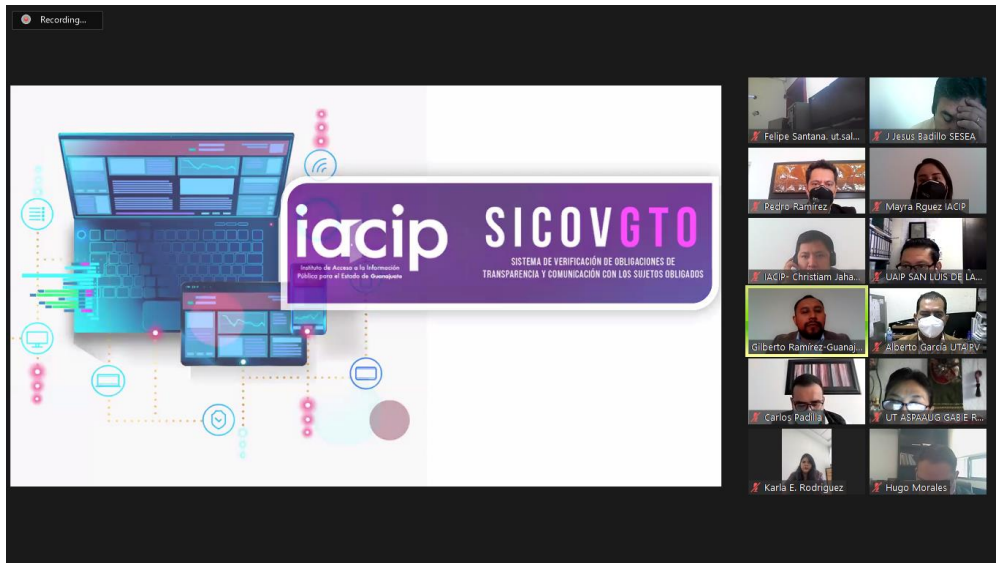 Recording...
iacip
Instituto de Acceso a la Información
Pública para el Estado de Guanajuato
SICOVGTO
SISTEMA DE VERIFICACIÓN DE OBLIGACIONES DE
TRANSPARENCIA Y COMUNICACIÓN CON LOS SUJETOS OBLIGADOS
Felipe Santana. ut.sal...
J Jesus Badillo SESEA
Pedro Ramírez
Mayra Rguez IACIP
IACIP- Christiam Jaha...
UAIP SAN LUIS DE LA...
Gilberto Ramírez-Guanaj...
Alberto García UTAIPV
Carlos Padilla
UT ASPAAUG GABIE R...
Karla E. Rodriguez
Hugo Morales